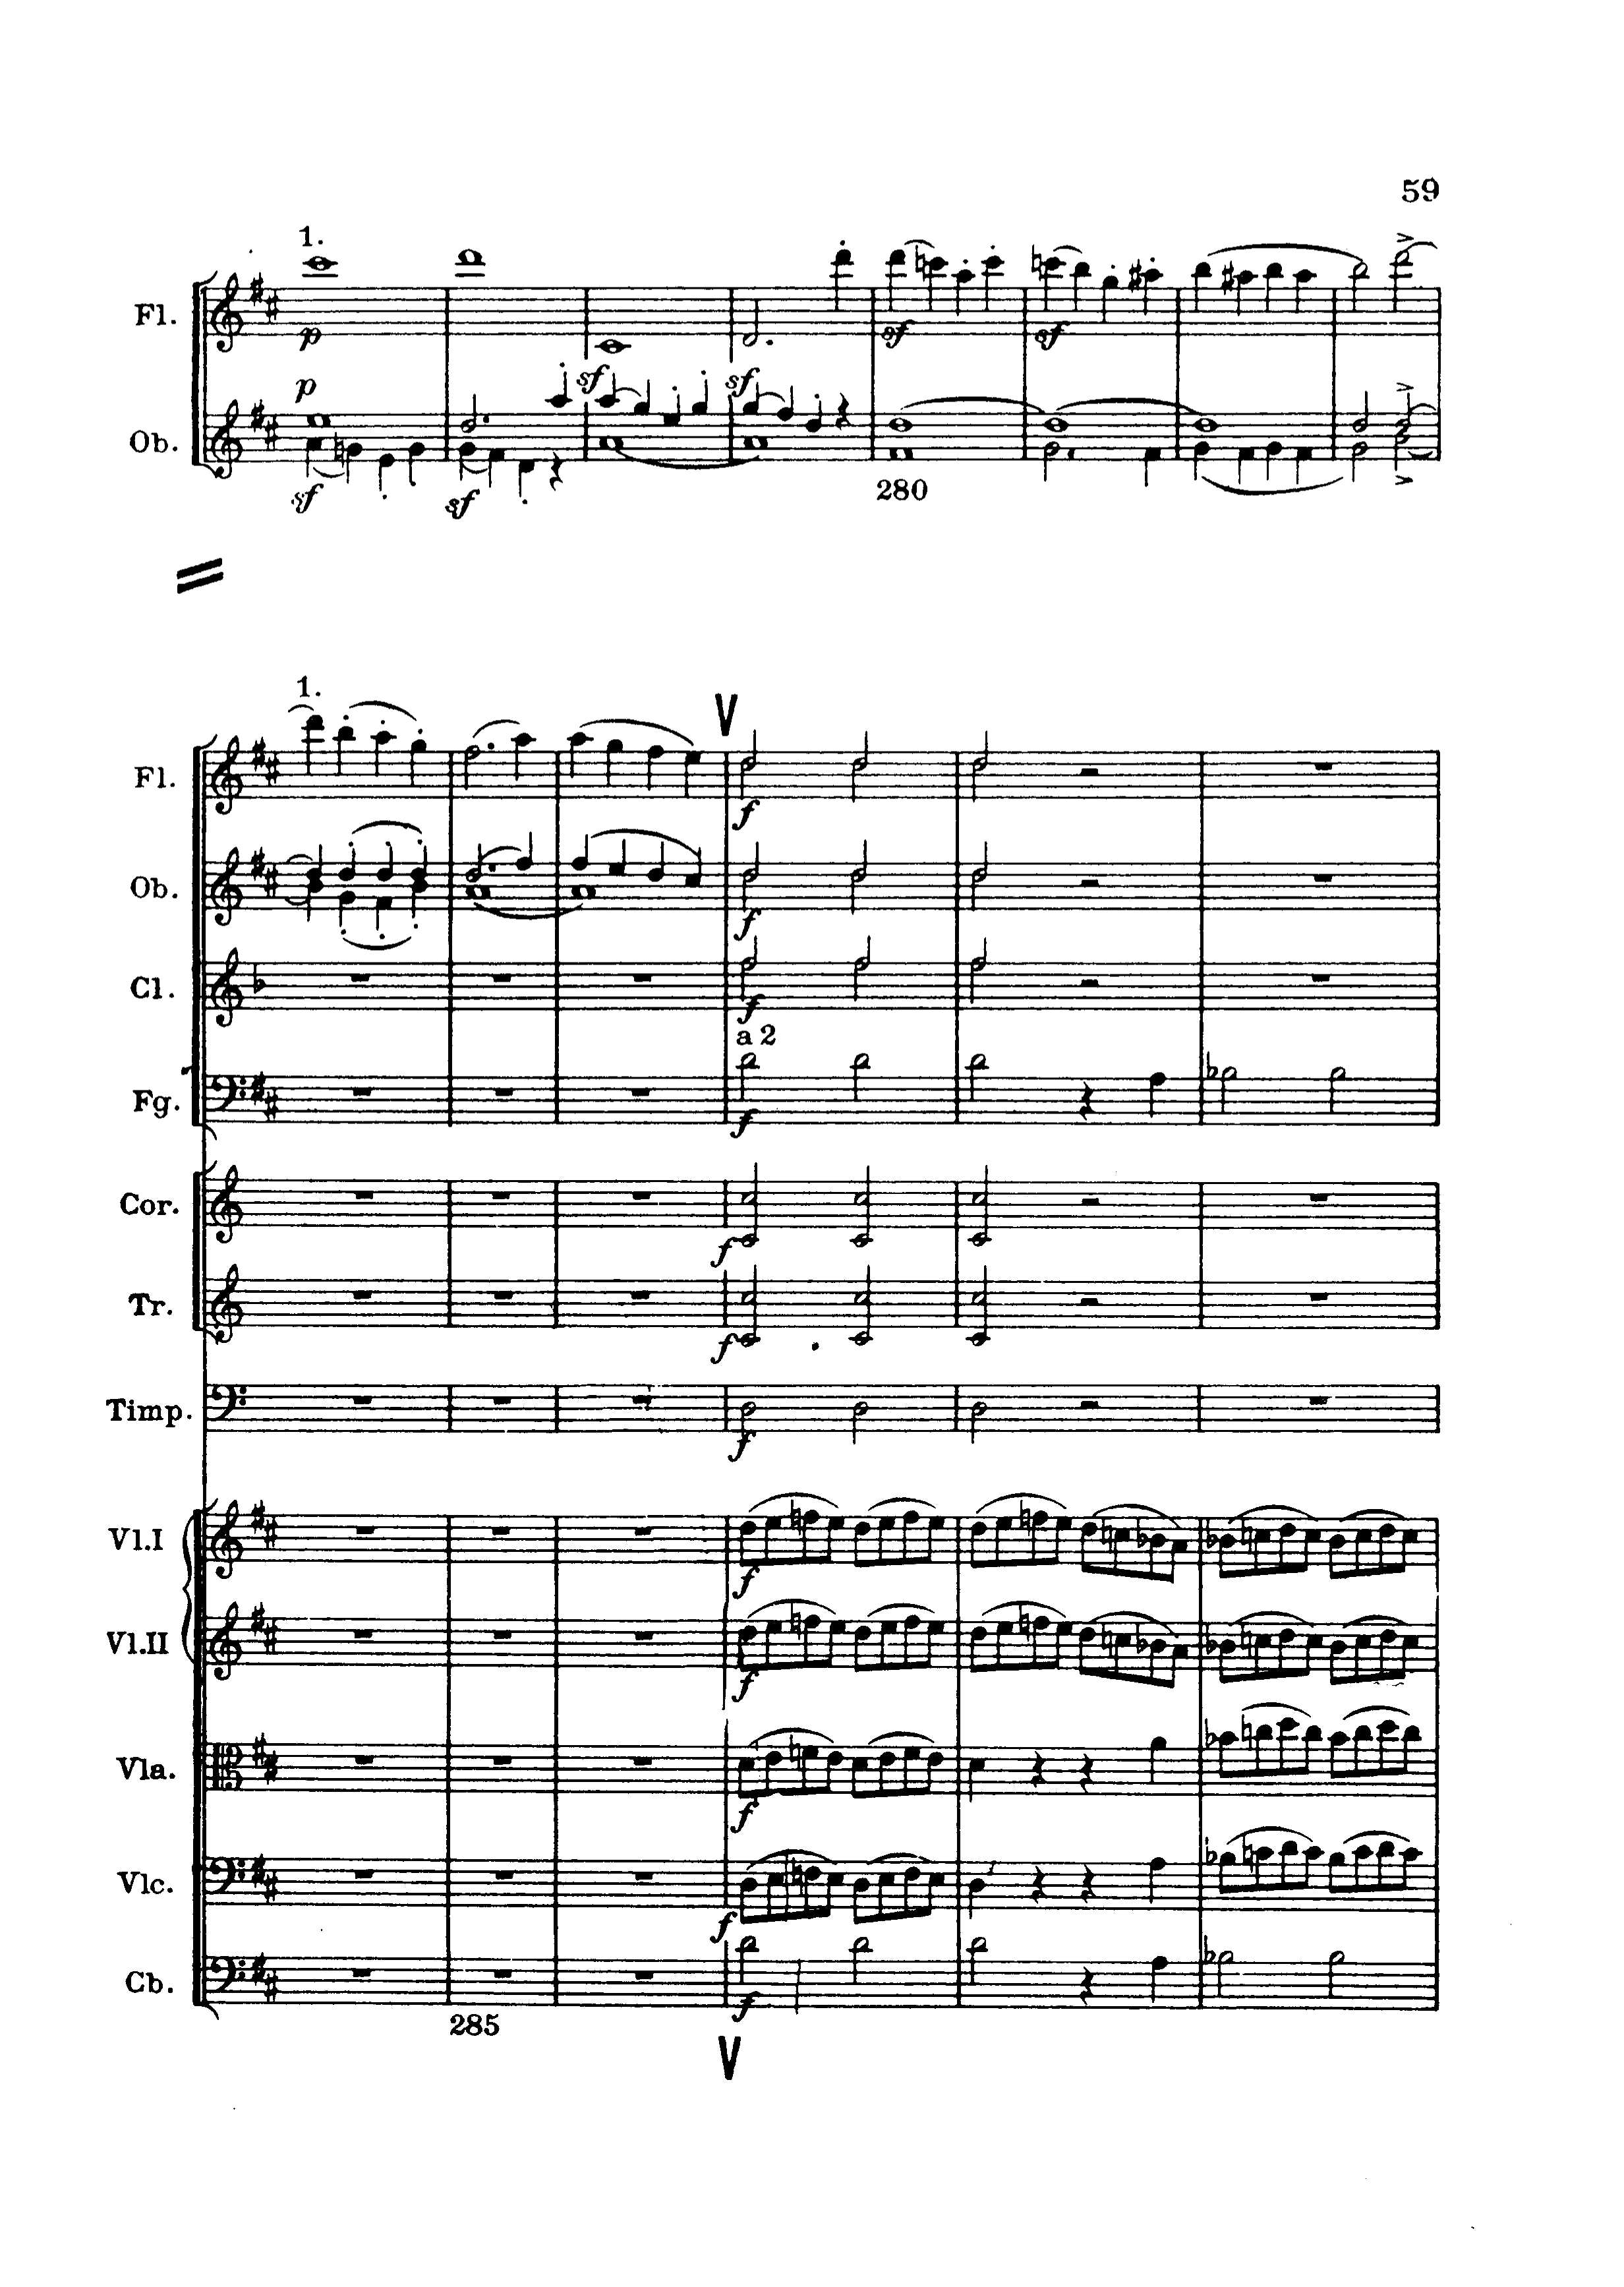 59
1.
Fl.
p
sf
sf
p
sf
sf
Ob.
sf
sf
280
1.
Fl.
f
Ob.
f
Cl.
f
a 2
Fg.
f
Cor.
f
Tr.
f
Timp.
f
Vl.I
f
Vl.II
f
Vla.
f
Vlc.
f
Cb.
f
285